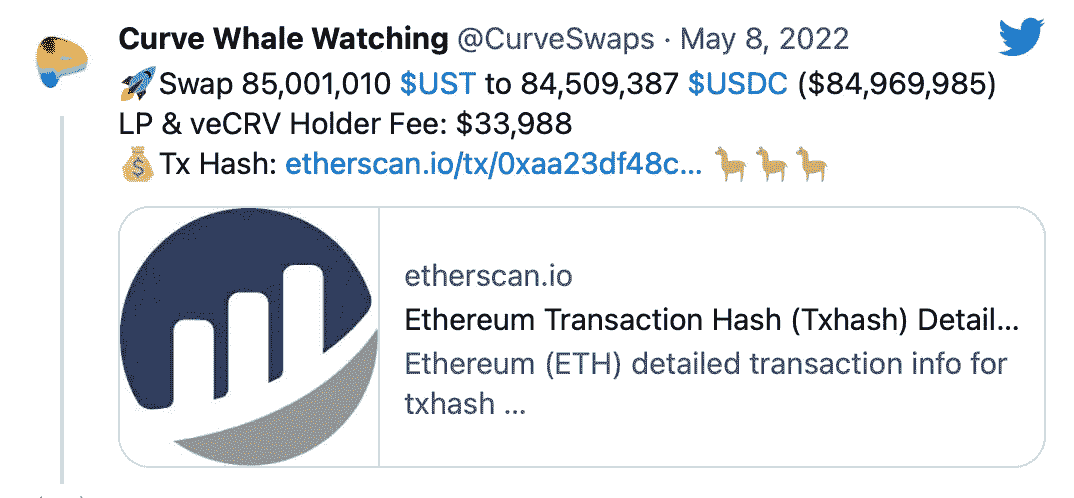 Curve Whale Watching @CurveSwaps · May 8, 2022
🚀Swap 85,001,010 $UST to 84,509,387 $USDC ($84,969,985)
LP & veCRV Holder Fee: $33,988
💰Tx Hash: etherscan.io/tx/0xaa23df48c... 🦙🦙🦙
etherscan.io
Ethereum Transaction Hash (Txhash) Detail...
Ethereum (ETH) detailed transaction info for
txhash ...